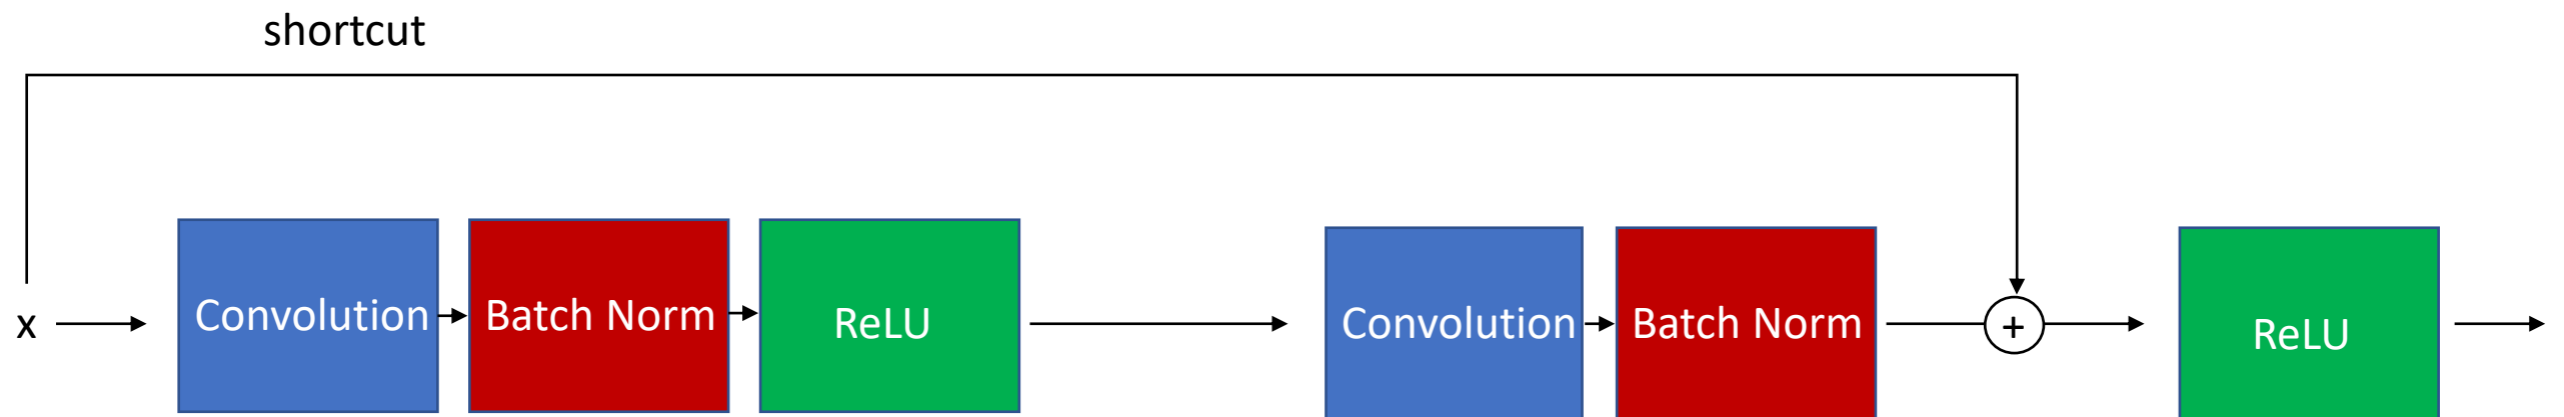 shortcut
x
Convolution
Batch Norm
ReLU
Convolution
Batch Norm
+
ReLU